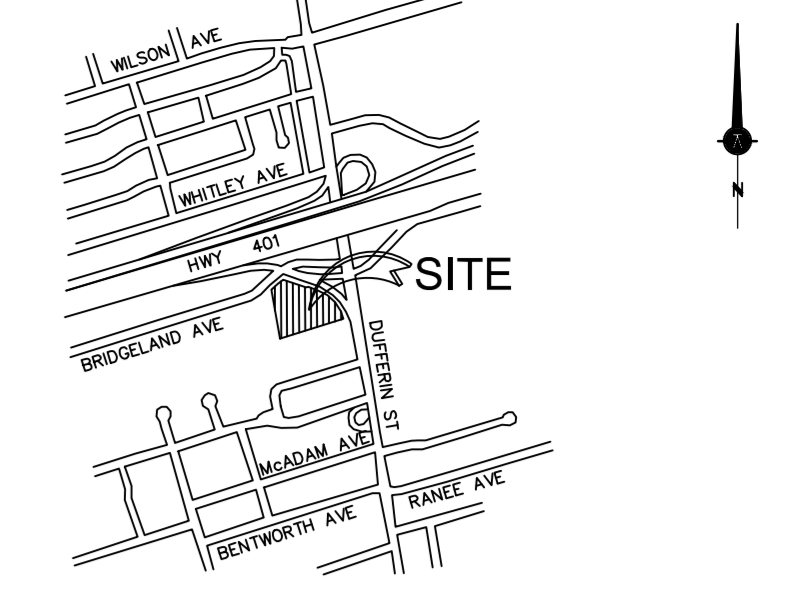 WILSON AVE
WHITLEY AVE
N
HWY 401
SITE
BRIDGELAND AVE
DUFFERIN ST
McADAM AVE
RANEE AVE
BENTWORTH AVE